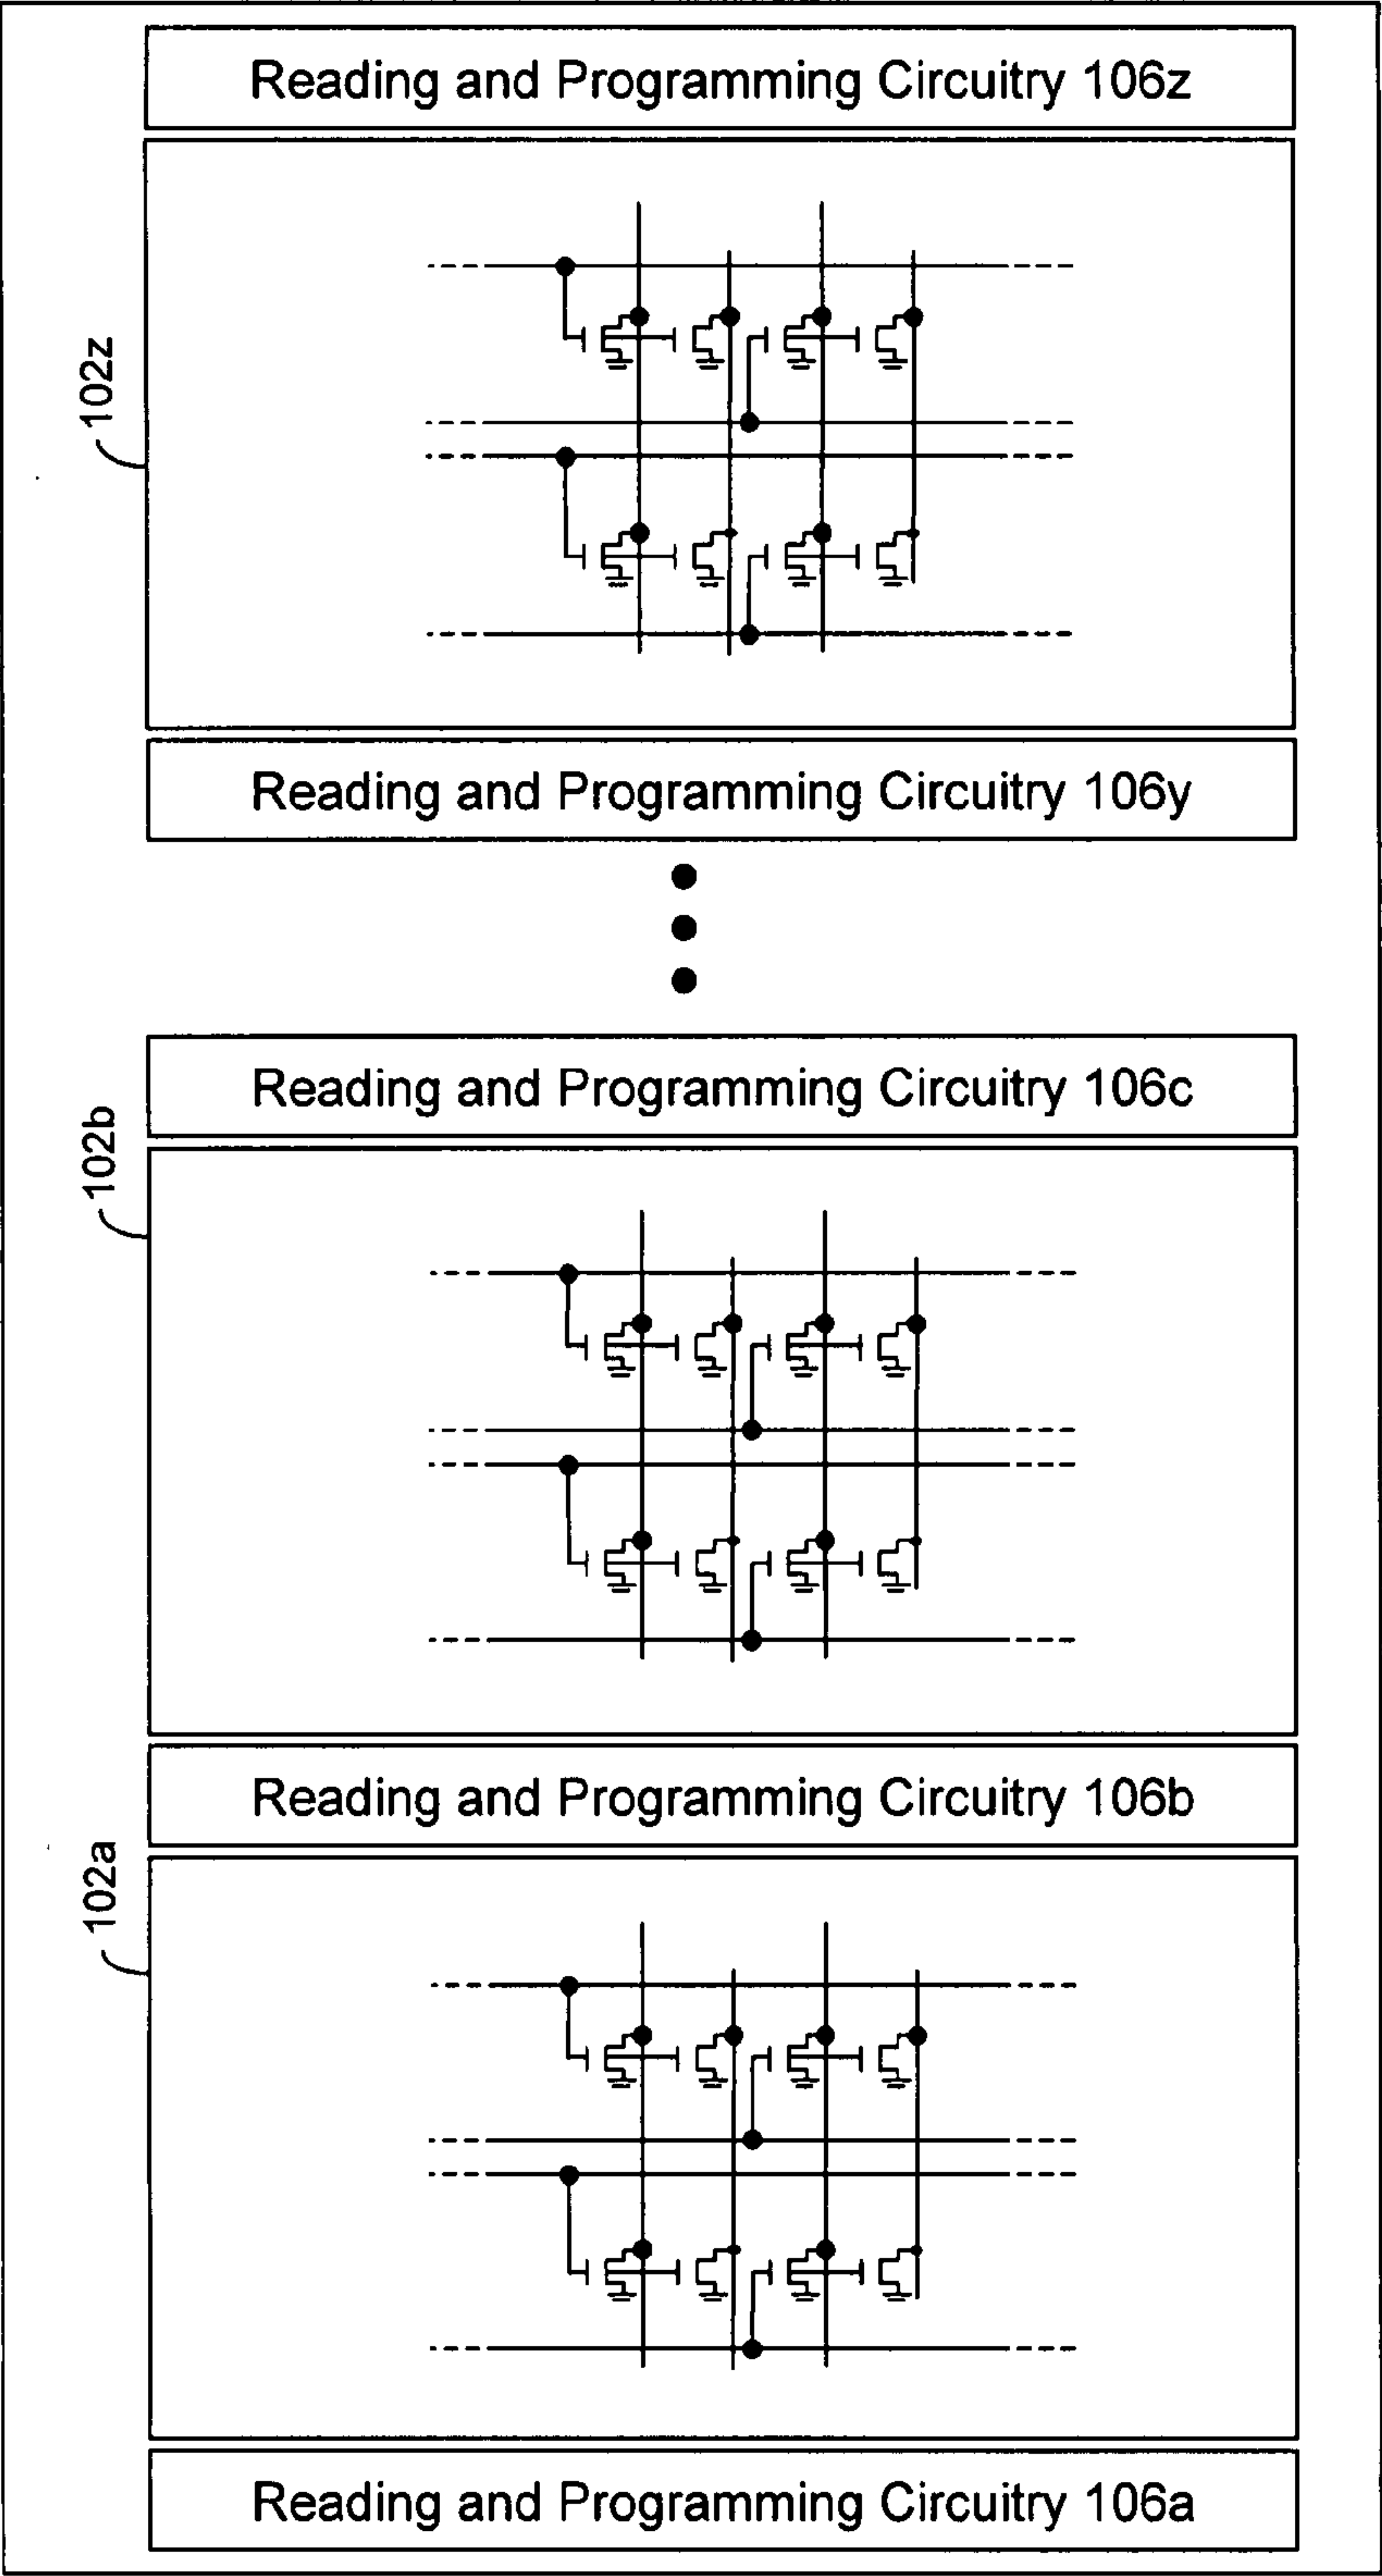 Reading and Programming Circuitry 106z
102z
Reading and Programming Circuitry 106y
Reading and Programming Circuitry 106c
102b
Reading and Programming Circuitry 106b
102a
Reading and Programming Circuitry 106a